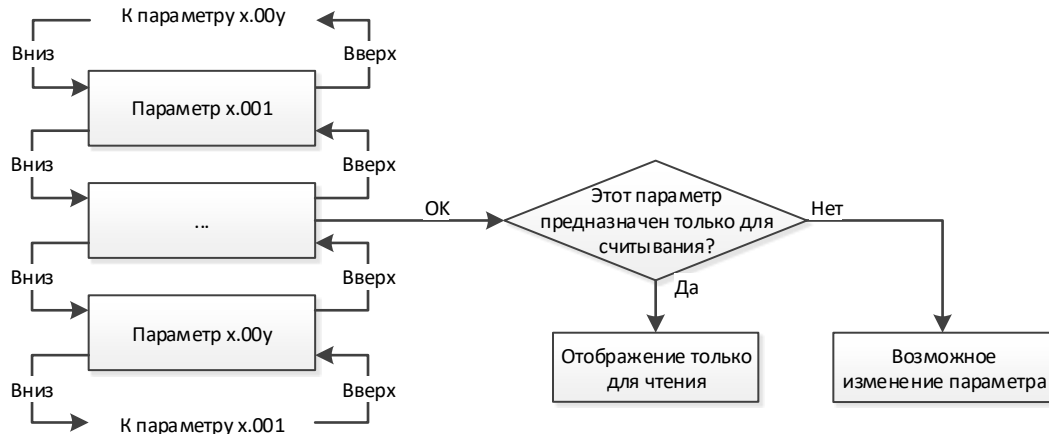 К параметру x.00y
Вниз
Вверх
Параметр x.001
Вниз
Вверх
...
OK
Этот параметр
предназначен только для
считывания?
Нет
Да
Вниз
Вверх
Параметр x.00y
Отображение только
для чтения
Возможное
изменение параметра
Вниз
Вверх
К параметру x.001